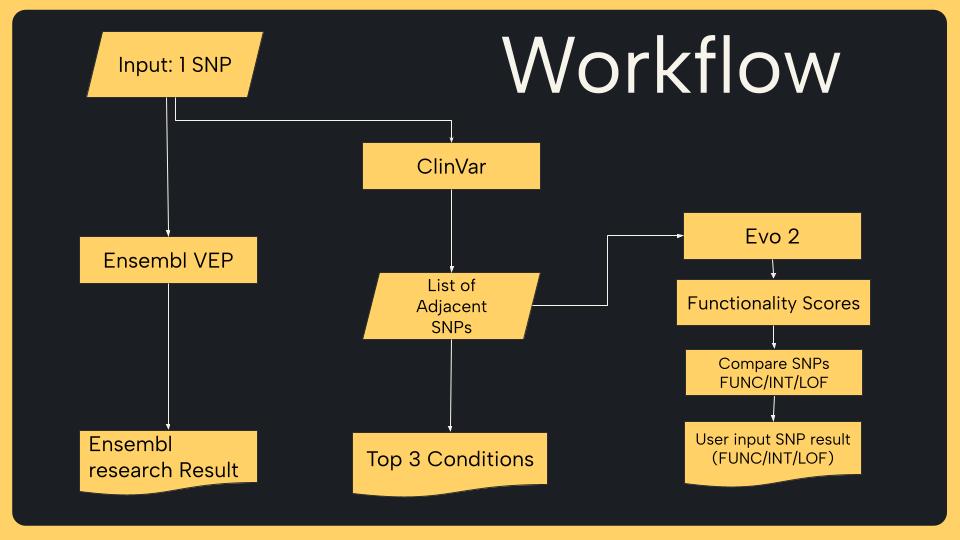 Workflow
Input: 1 SNP
ClinVar
Ensembl VEP
List of
Adjacent
SNPs
Evo 2
Functionality Scores
Compare SNPs
FUNC/INT/LOF
Ensembl
research Result
Top 3 Conditions
User input SNP result
(FUNC/INT/LOF)